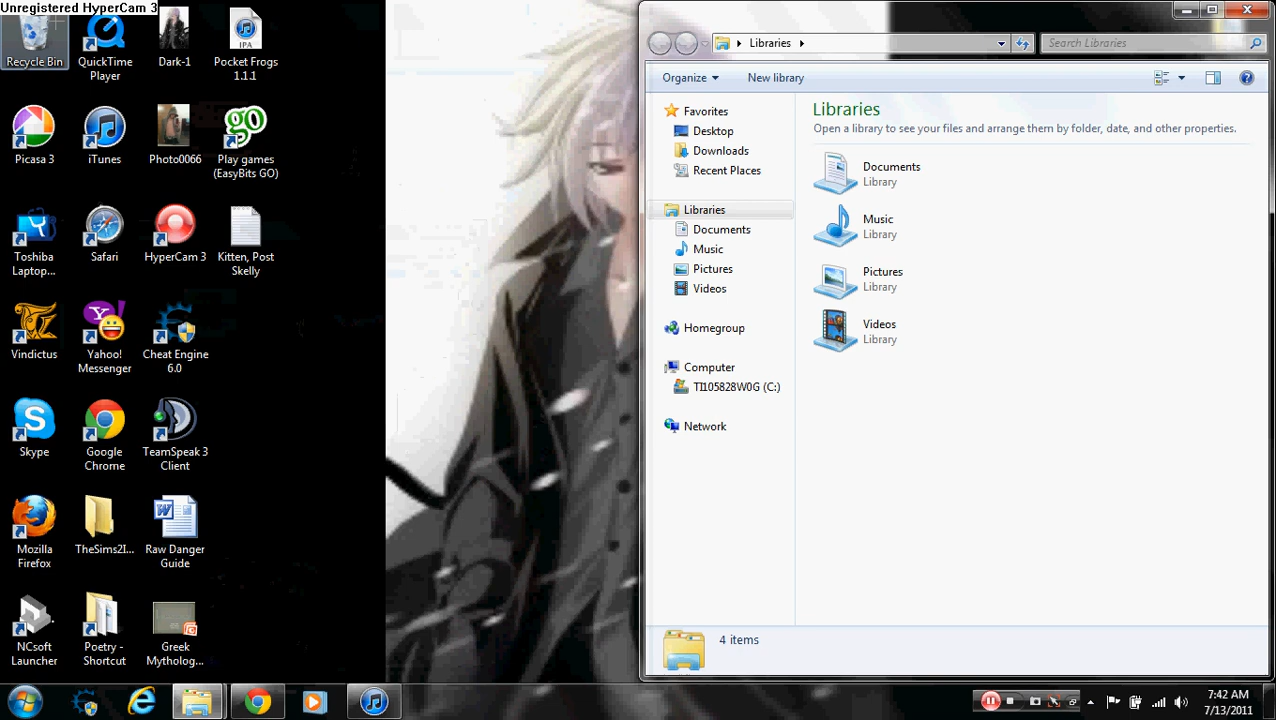 Unregistered HyperCam 3
Recycle Bin
QuickTime
Player
Dark-1
IPA
Pocket Frogs
1.1.1
Picasa 3
iTunes
Photo0066
go
Play games
(EasyBits GO)
Toshiba
Laptop...
Safari
HyperCam 3
Kitten, Post
Skelly
Vindictus
Yahoo!
Messenger
Cheat Engine
6.0
Skype
Google
Chrome
TeamSpeak 3
Client
Mozilla
Firefox
TheSims2I...
Raw Danger
Guide
NCsoft
Launcher
Poetry -
Shortcut
Greek
Mytholog...
Libraries
Search Libraries
Organize
New library
Favorites
Desktop
Downloads
Recent Places
Libraries
Documents
Music
Pictures
Videos
Homegroup
Computer
TI105828W0G (C:)
Network
Libraries
Open a library to see your files and arrange them by folder, date, and other properties.
Documents
Library
Music
Library
Pictures
Library
Videos
Library
4 items
7:42 AM
7/13/2011